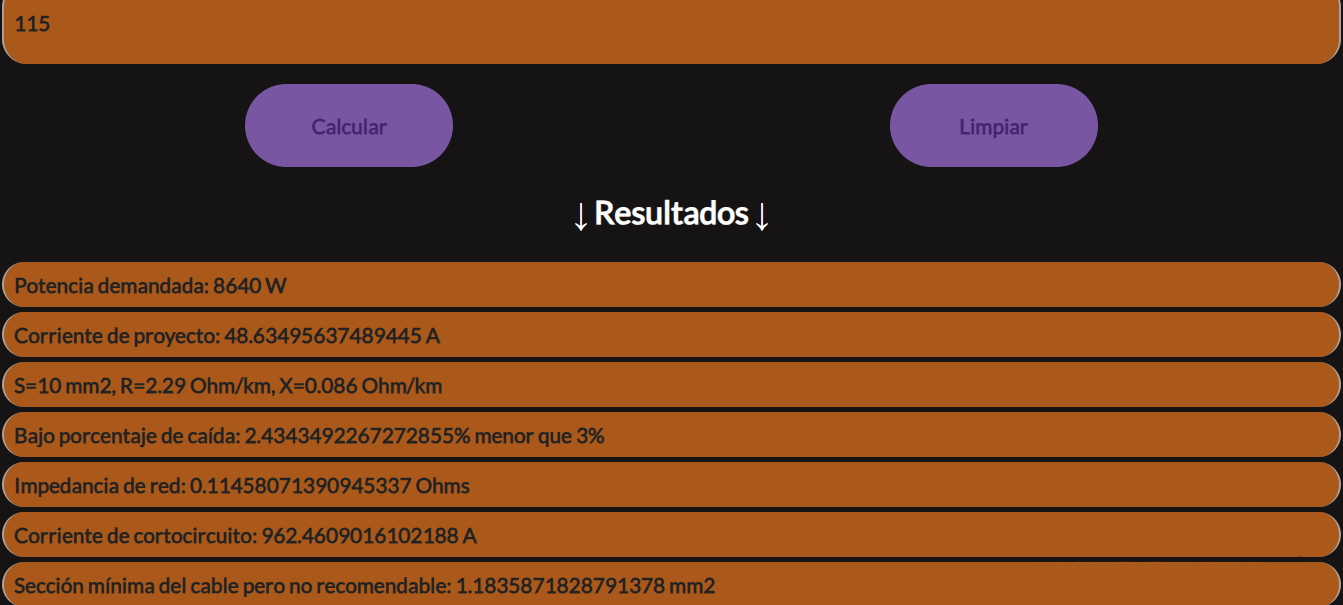 115
Calcular
Limpiar
↓ Resultados ↓
Potencia demandada: 8640 W
Corriente de proyecto: 48.63495637489445 A
S=10 mm2, R=2.29 Ohm/km, X=0.086 Ohm/km
Bajo porcentaje de caída: 2.4343492267272855% menor que 3%
Impedancia de red: 0.11458071390945337 Ohms
Corriente de cortocircuito: 962.4609016102188 A
Sección mínima del cable pero no recomendable: 1.1835871828791378 mm2